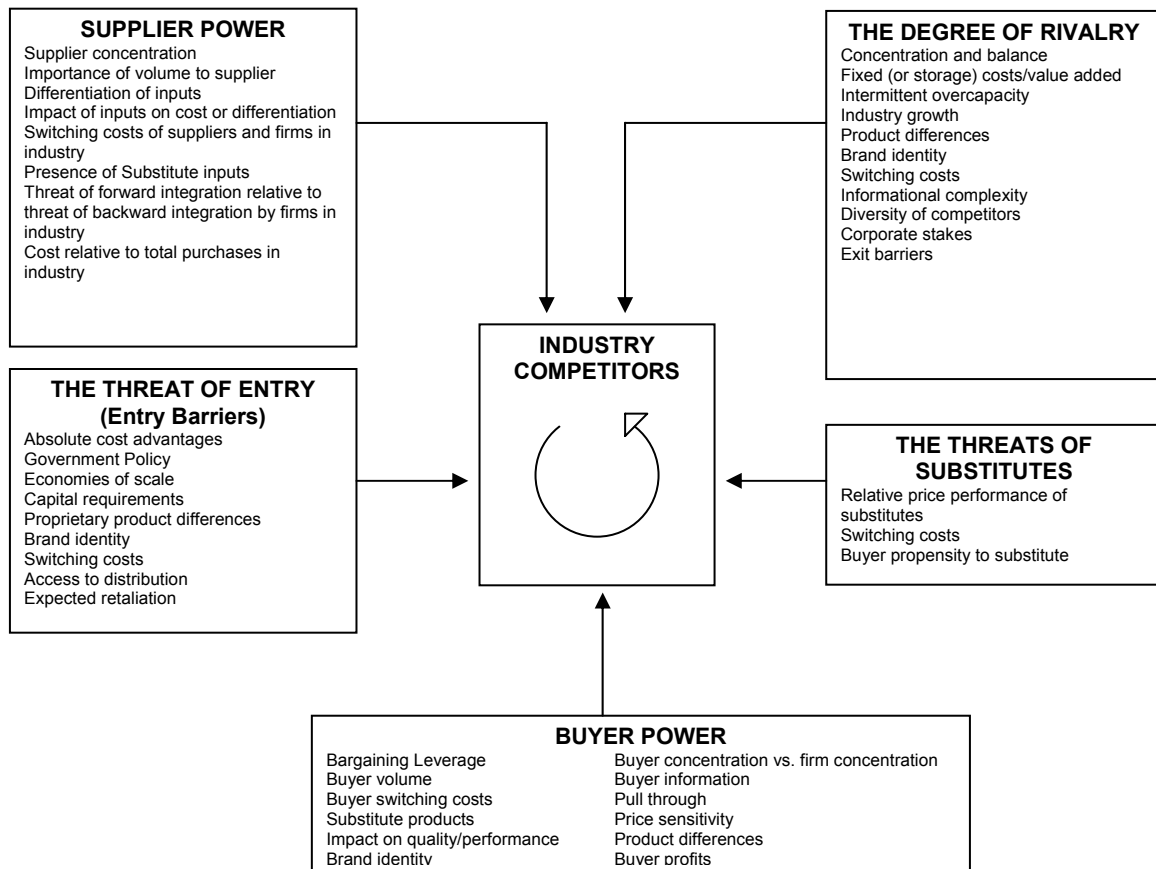 SUPPLIER POWER
Supplier concentration
Importance of volume to supplier
Differentiation of inputs
Impact of inputs on cost or differentiation
Switching costs of suppliers and firms in
industry
Presence of Substitute inputs
Threat of forward integration relative to
threat of backward integration by firms in
industry
Cost relative to total purchases in
industry
THE DEGREE OF RIVALRY
Concentration and balance
Fixed (or storage) costs/value added
Intermittent overcapacity
Industry growth
Product differences
Brand identity
Switching costs
Informational complexity
Diversity of competitors
Corporate stakes
Exit barriers
INDUSTRY
COMPETITORS
THE THREAT OF ENTRY
(Entry Barriers)
Absolute cost advantages
Government Policy
Economies of scale
Capital requirements
Proprietary product differences
Brand identity
Switching costs
Access to distribution
Expected retaliation
THE THREATS OF
SUBSTITUTES
Relative price performance of
substitutes
Switching costs
Buyer propensity to substitute
BUYER POWER
Bargaining Leverage
Buyer volume
Buyer switching costs
Substitute products
Impact on quality/performance
Brand identity
Buyer concentration vs. firm concentration
Buyer information
Pull through
Price sensitivity
Product differences
Buyer profits